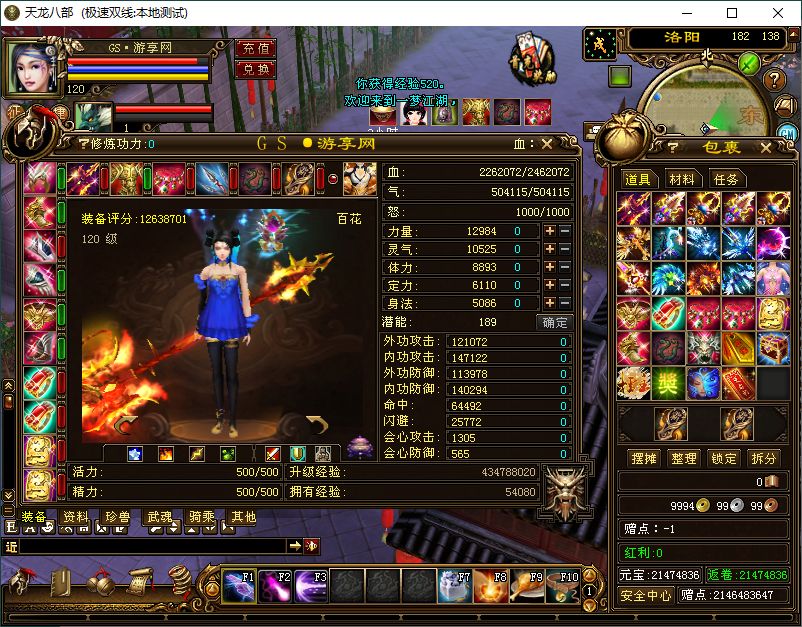 天龙八部 (极速双线:本地测试)
GS·游享网
充值
兑换
120
1
洛阳
182 138
北
东
你获得经验520。
欢迎来到一梦江湖，
?修炼功力:0
GS●游享网
血:
装备评分:12638701
百花
120 级
血:
2262072/2462072
气:
504115/504115
怒:
1000/1000
力量:
12984
0
灵气:
10525
0
体力:
8893
0
定力:
6110
0
身法:
5086
0
潜能:
189
确定
外功攻击:
121072
0
内功攻击:
147122
0
外功防御:
113978
0
内功防御:
140294
0
命中:
64492
0
闪避:
25772
0
会心攻击:
1305
0
会心防御:
565
0
活力:
500/500
升级经验:
434788020
精力:
500/500
拥有经验:
54080
装备
资料
珍兽
武魂
骑乘
其他
近
F1
F2
F3
F7
F8
F9
F10
1
包裹
道具
材料
任务
摆摊
整理
锁定
拆分
0
9994
99
99
赠点:-1
红利:0
元宝:21474836
返卷:21474836
安全中心
赠点:2146483647